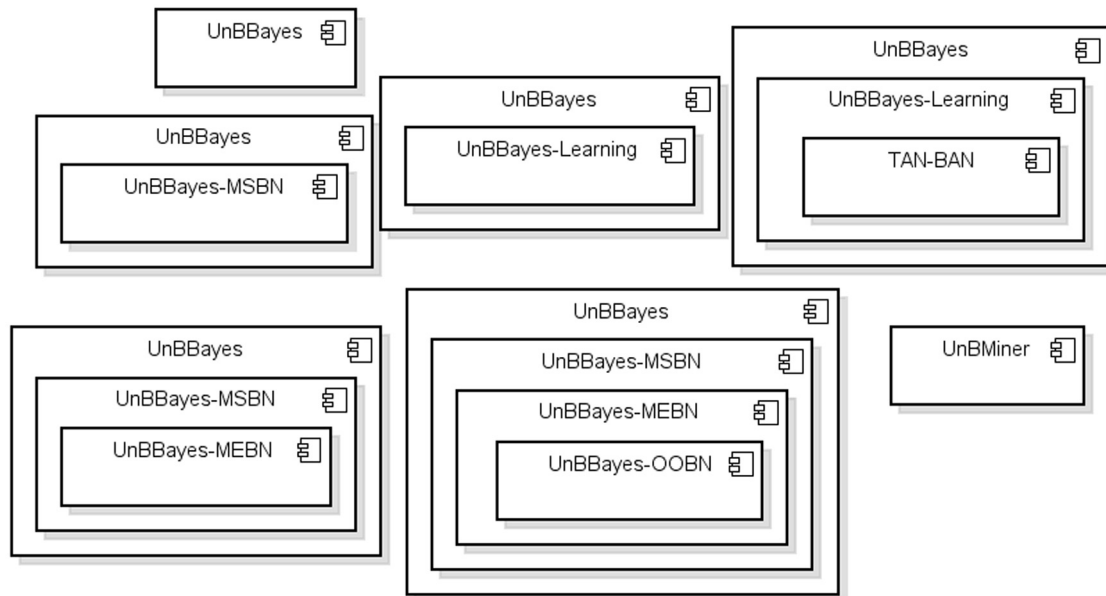 UnBBayes
UnBBayes
UnBBayes-MSBN
UnBBayes
UnBBayes-Learning
UnBBayes
UnBBayes-Learning
TAN-BAN
UnBBayes
UnBBayes-MSBN
UnBBayes-MEBN
UnBBayes
UnBBayes-MSBN
UnBBayes-MEBN
UnBBayes-OOBN
UnBMiner